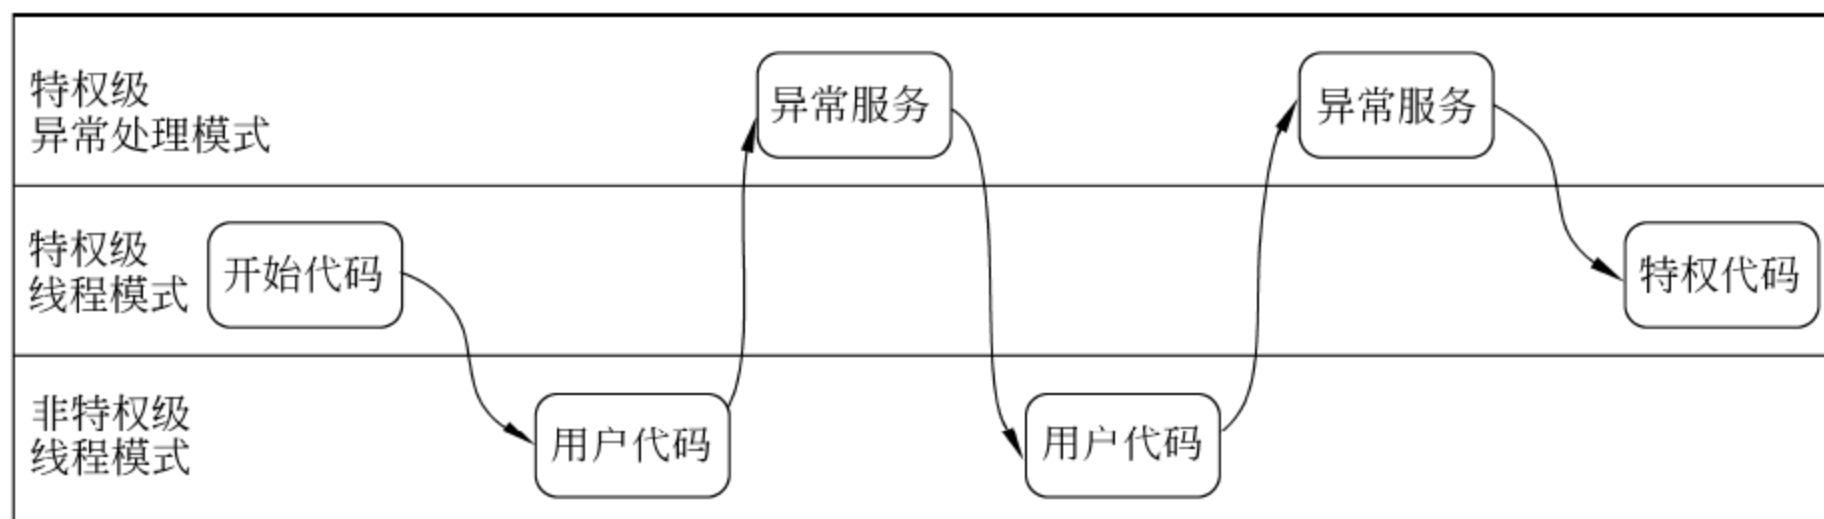 特权级
异常处理模式
异常服务
异常服务
特权级
线程模式
开始代码
特权代码
非特权级
线程模式
用户代码
用户代码